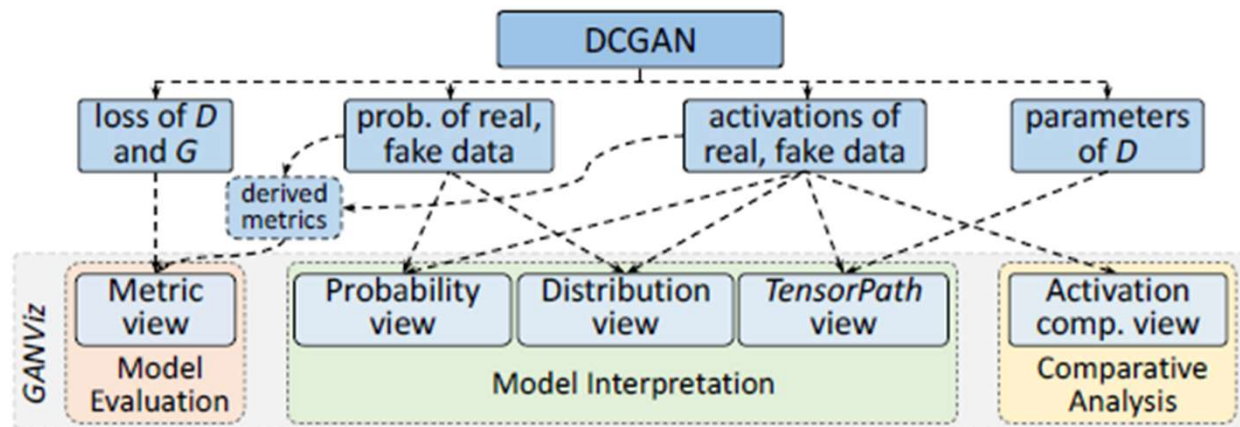 DCGAN
loss of D
and G
prob. of real,
fake data
activations of
real, fake data
parameters
of D
derived
metrics
GANViz
Metric
view
Model
Evaluation
Probability
view
Distribution
view
TensorPath
view
Model Interpretation
Activation
comp. view
Comparative
Analysis